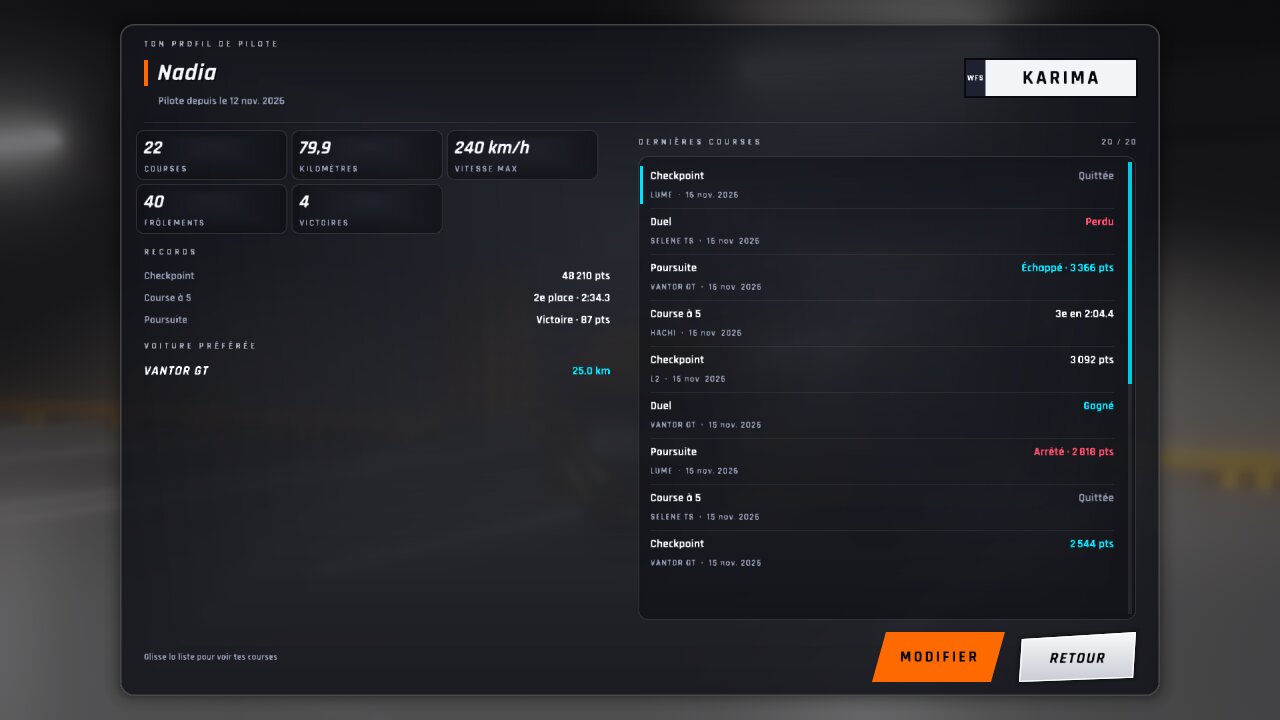 TON PROFIL DE PILOTE
Nadia
Pilote depuis le 12 nov. 2026
WFS KARIMA
22
COURSES
79,9
KILOMÈTRES
240 km/h
VITESSE MAX
40
FRÔLEMENTS
4
VICTOIRES
RECORDS
Checkpoint 48 210 pts
Course à 5 2e place · 2:34.3
Poursuite Victoire · 87 pts
VOITURE PRÉFÉRÉE
VANTOR GT 25.0 km
DERNIÈRES COURSES 20 / 20
Checkpoint Quittée
LUME · 16 nov. 2026
Duel Perdu
SELENE TS · 16 nov. 2026
Poursuite Échappé · 3 366 pts
VANTOR GT · 16 nov. 2026
Course à 5 3e en 2:04.4
HACHI · 16 nov. 2026
Checkpoint 3 092 pts
L2 · 16 nov. 2026
Duel Gagné
VANTOR GT · 15 nov. 2026
Poursuite Arrêté · 2 818 pts
LUME · 15 nov. 2026
Course à 5 Quittée
SELENE TS · 15 nov. 2026
Checkpoint 2 544 pts
VANTOR GT · 15 nov. 2026
Glisse la liste pour voir tes courses
MODIFIER
RETOUR